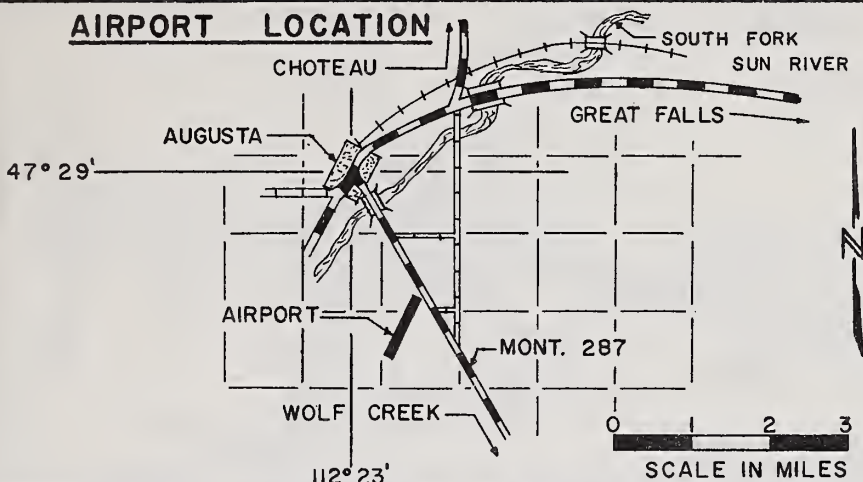 AIRPORT LOCATION
CHOTEAU
SOUTH FORK
SUN RIVER
GREAT FALLS
AUGUSTA
47° 29'
N
AIRPORT
MONT. 287
WOLF CREEK
0 1 2 3
SCALE IN MILES
112° 23'